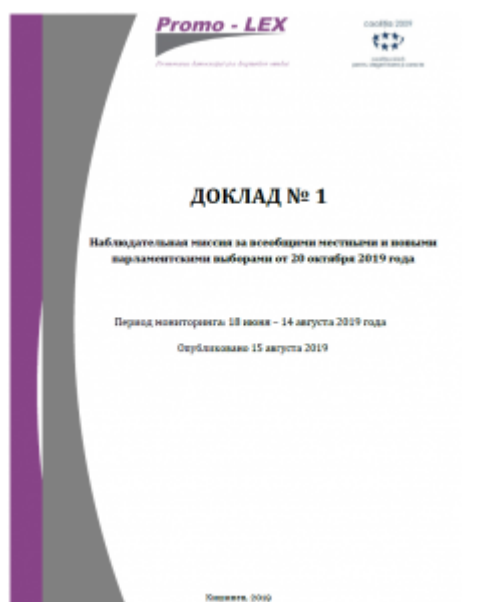 Promo - LEX
ДОКЛАД № 1
Наблюдательная миссия за всеобщими местными и новыми
парламентскими выборами от 20 октября 2019 года
Период мониторинга: 18 июня – 14 августа 2019 года
Опубликовано 15 августа 2019
Кишинев, 2019